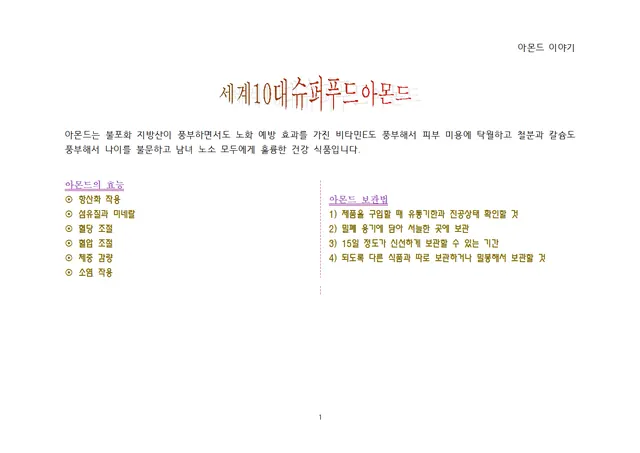 아몬드 이야기
세계10대슈퍼푸드아몬드
아몬드는 불포화 지방산이 풍부하면서도 노화 예방 효과를 가진 비타민E도 풍부해서 피부 미용에 탁월하고 철분과 칼슘도
풍부해서 나이를 불문하고 남녀 노소 모두에게 훌륭한 건강 식품입니다.
아몬드의 효능
⊙ 항산화 작용
⊙ 섬유질과 미네랄
⊙ 혈당 조절
⊙ 혈압 조절
⊙ 체중 감량
⊙ 소염 작용
아몬드 보관법
1) 제품을 구입할 때 유통기한과 진공상태 확인할 것
2) 밀폐 용기에 담아 서늘한 곳에 보관
3) 15일 정도가 신선하게 보관할 수 있는 기간
4) 되도록 다른 식품과 따로 보관하거나 밀봉해서 보관할 것
1